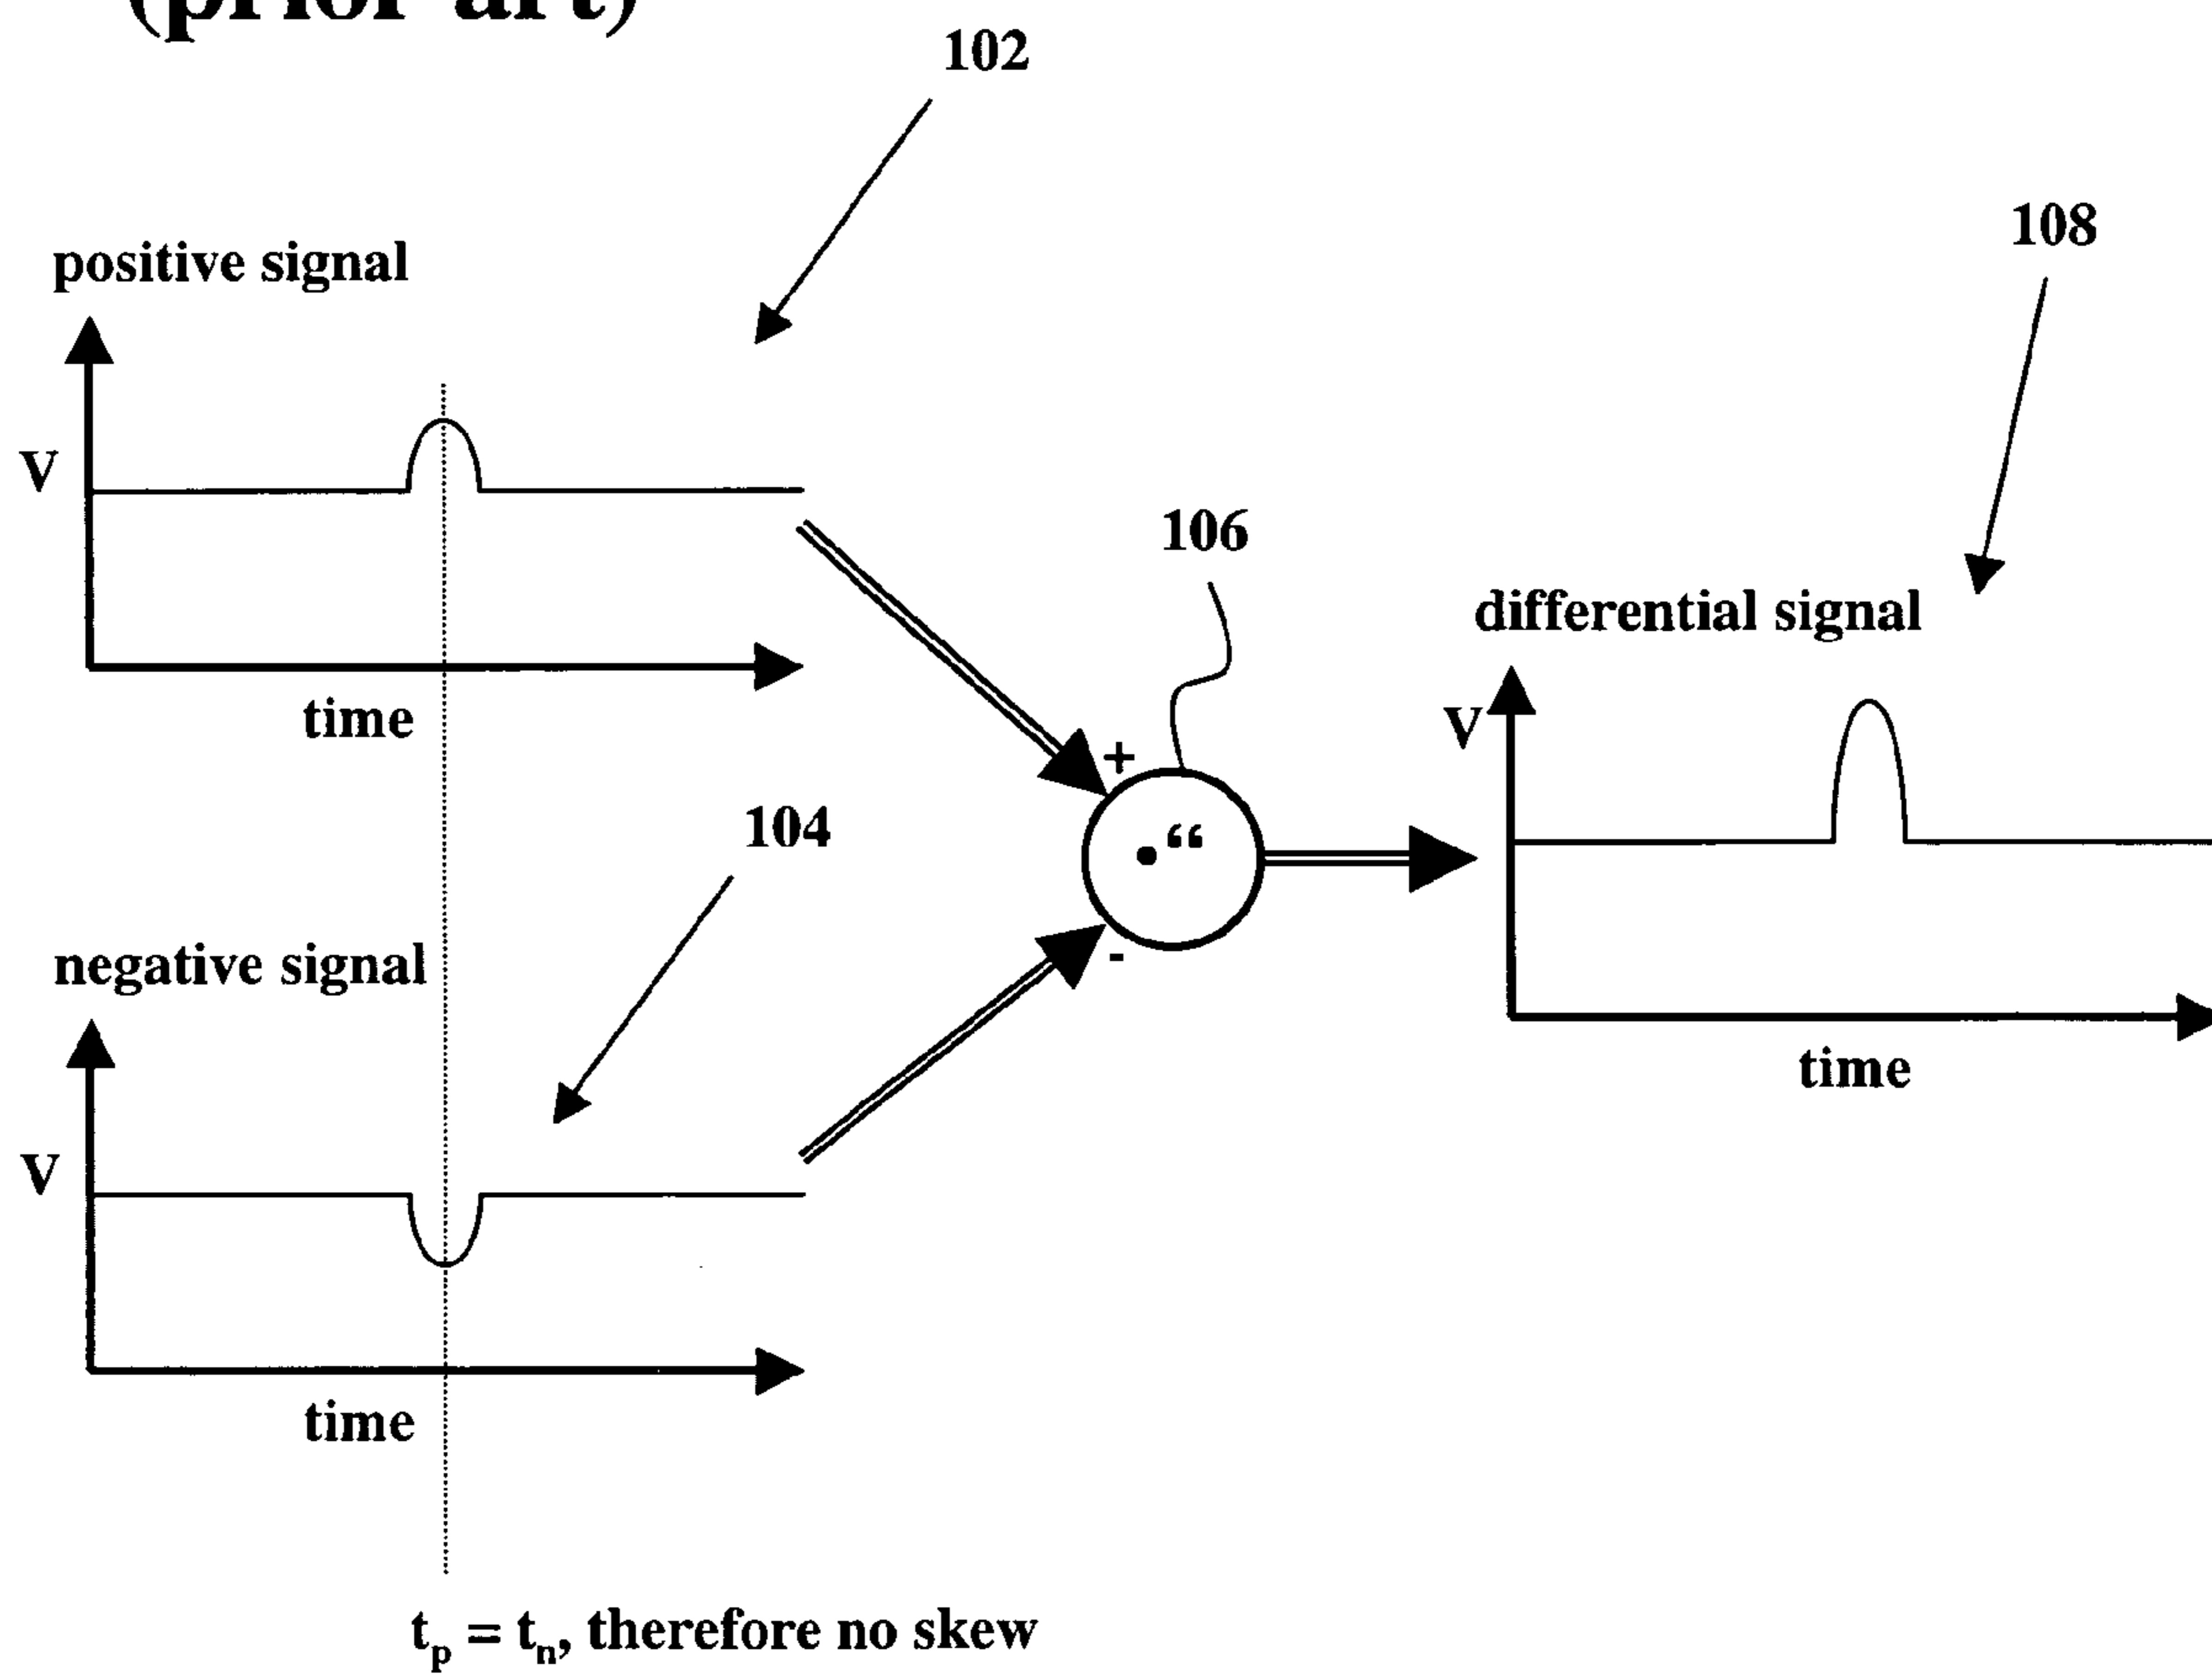 (prior art)
102
positive signal
108
V
106
differential signal
time
V
+
104
•“
negative signal
-
time
V
time
t_p = t_n, therefore no skew